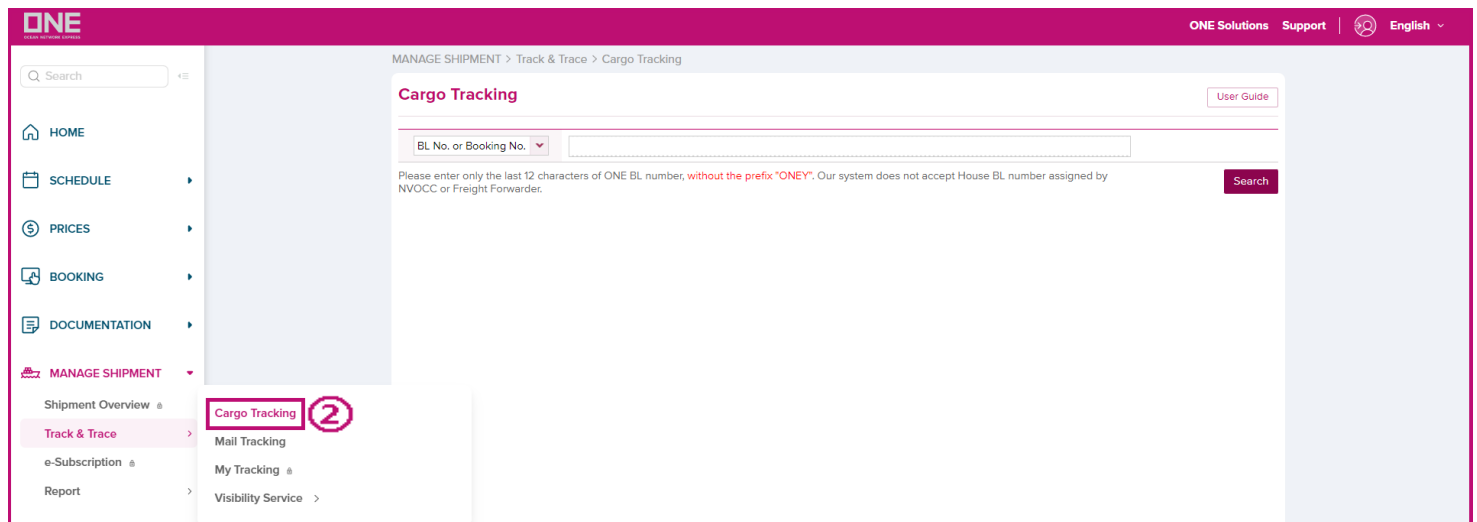 ONE
OCEAN NETWORK EXPRESS
ONE Solutions Support English
Search
MANAGE SHIPMENT > Track & Trace > Cargo Tracking
Cargo Tracking
User Guide
HOME
BL No. or Booking No.
Please enter only the last 12 characters of ONE BL number, without the prefix "ONEY". Our system does not accept House BL number assigned by
NVOCC or Freight Forwarder.
Search
SCHEDULE
PRICES
BOOKING
DOCUMENTATION
MANAGE SHIPMENT
Shipment Overview
Track & Trace
e-Subscription
Report
Cargo Tracking
2
Mail Tracking
My Tracking
Visibility Service